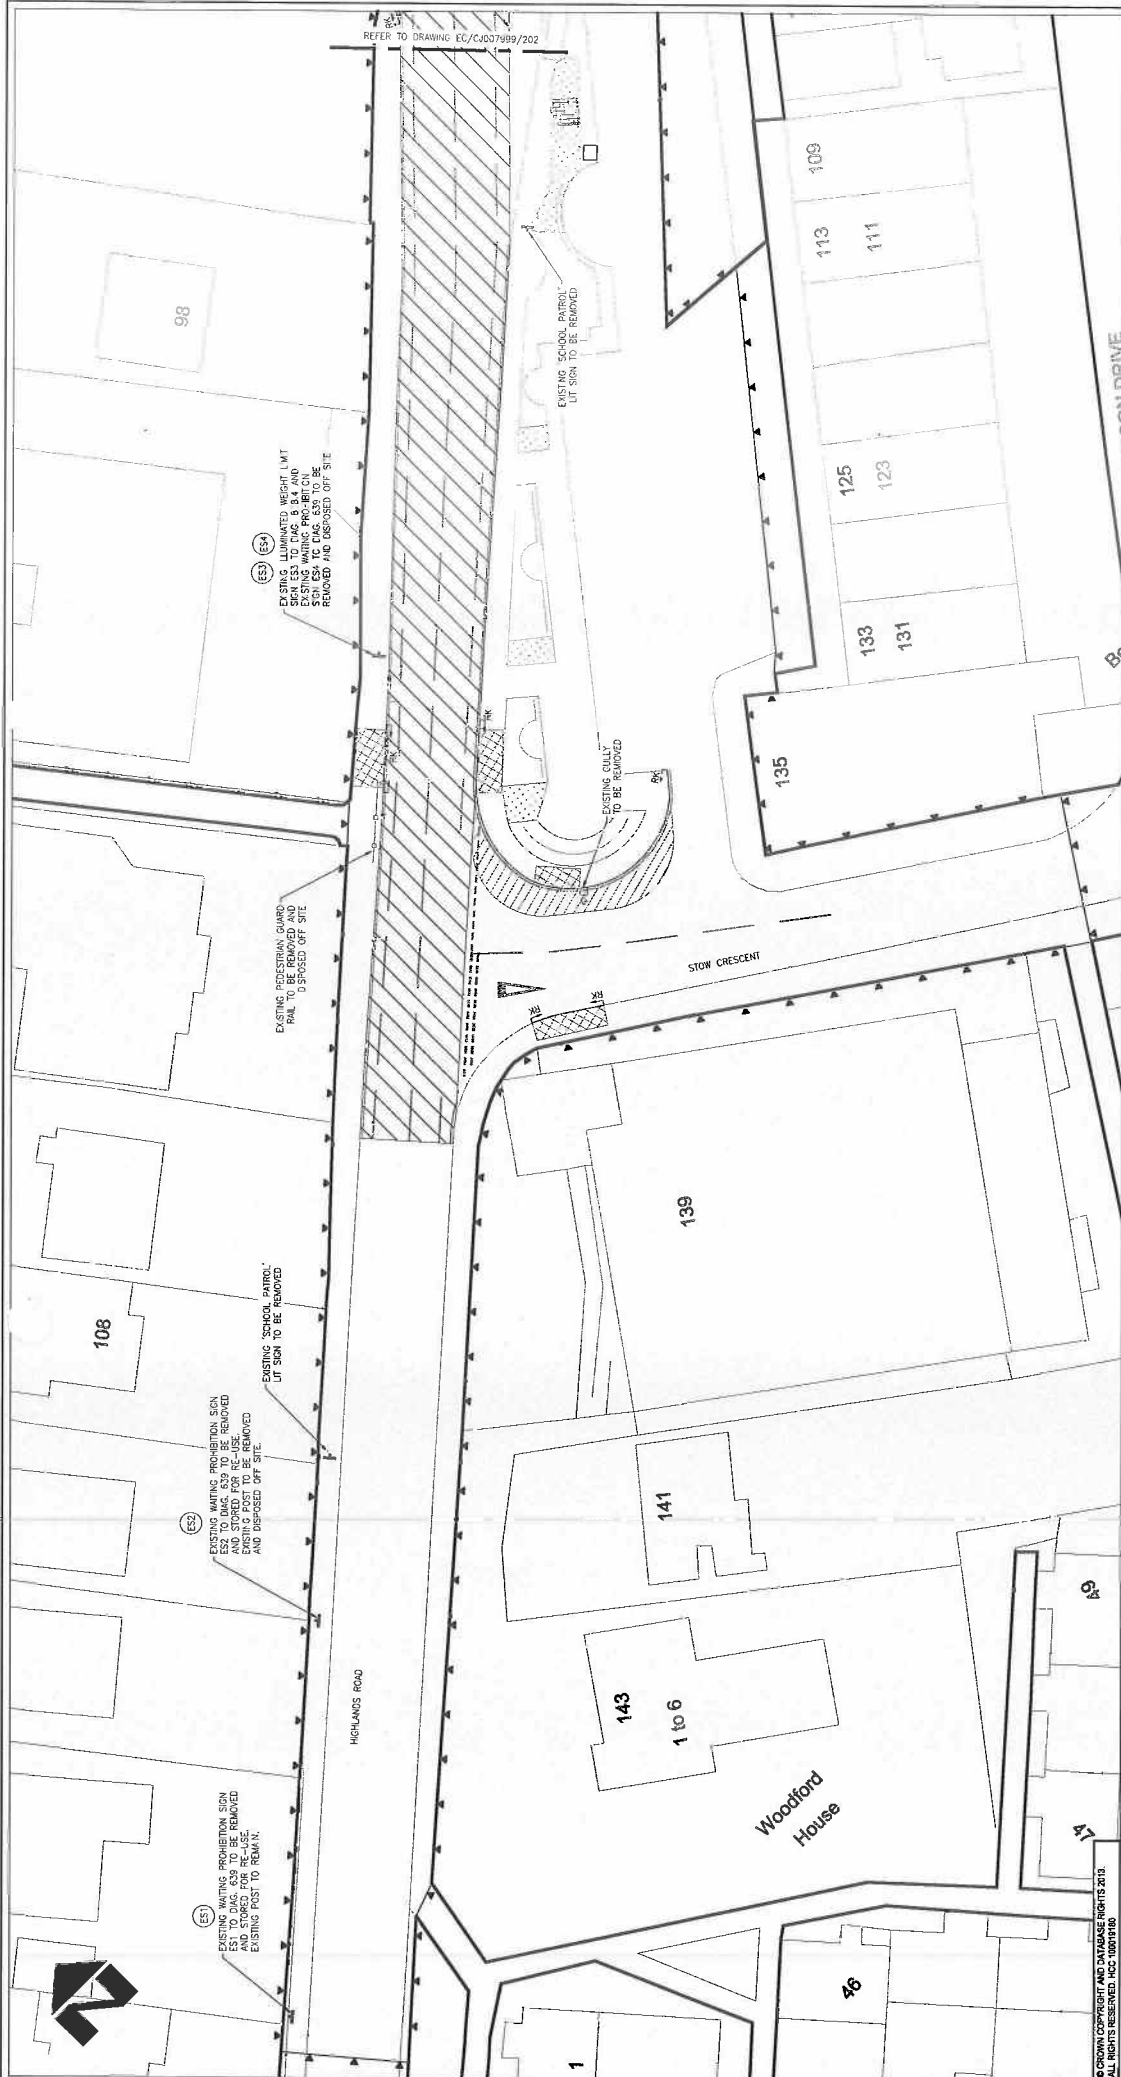 REFER TO DRAWING EC/CJ007999/202
RK
98
109
113
111
EXISTING 'SCHOOL PATROL'
LIT SIGN TO BE REMOVED
ES3 ES4
EXISTING ILLUMINATED WEIGHT LIMIT
SIGN ES3 TO DIAG.
EXISTING WAITING PROHIBITION
SIGN ES4 TO DIAG. 639 TO BE
REMOVED AND DISPOSED OFF SITE
125
123
133
131
RK
RK
EXISTING GULLY
TO BE REMOVED
RK
135
EXISTING PEDESTRIAN GUARD
RAIL TO BE REMOVED AND
DISPOSED OFF SITE
STOW CRESCENT
RK
RK
139
108
EXISTING 'SCHOOL PATROL'
LIT SIGN TO BE REMOVED
ES2
EXISTING WAITING PROHIBITION SIGN
ES2 TO DIAG. 639 TO BE REMOVED
AND STORED FOR RE-USE.
EXISTING POST TO BE REMOVED
AND DISPOSED OFF SITE.
141
HIGHLANDS ROAD
143
1 to 6
Woodford
House
49
47
ES1
EXISTING WAITING PROHIBITION SIGN
ES1 TO DIAG. 639 TO BE REMOVED
AND STORED FOR RE-USE.
EXISTING POST TO REMAIN.
46
1
© CROWN COPYRIGHT AND DATABASE RIGHTS 2013.
ALL RIGHTS RESERVED. HCC 100019180